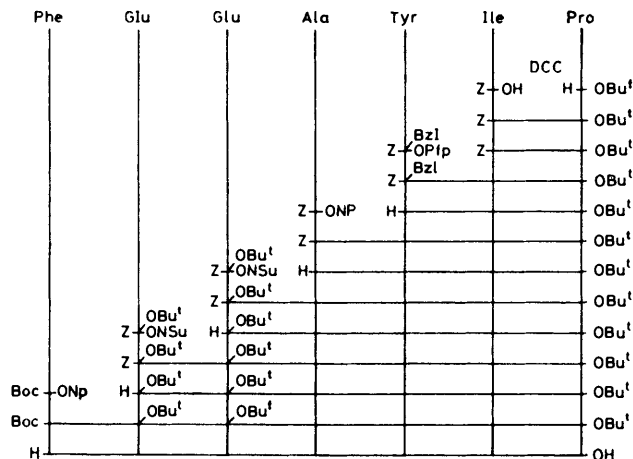 Phe Glu Glu Ala Tyr Ile Pro
DCC
Z OH H OBuᵗ
Z OBuᵗ
Bzl
Z OPfp Z OBuᵗ
Bzl
Z OBuᵗ
Z ONP H OBuᵗ
Z OBuᵗ
OBuᵗ
Z ONSu H OBuᵗ
OBuᵗ
Z OBuᵗ
OBuᵗ OBuᵗ
Z ONSu H OBuᵗ
OBuᵗ OBuᵗ
Z OBuᵗ
OBuᵗ OBuᵗ
Boc ONp H OBuᵗ
OBuᵗ OBuᵗ
Boc OBuᵗ
H OH